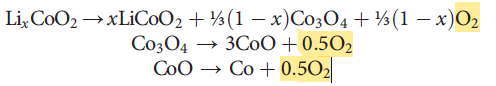 LiₓCoO₂ → xLiCoO₂ + ⅓(1 − x)Co₃O₄ + ⅓(1 − x)O₂
Co₃O₄ → 3CoO + 0.5O₂
CoO → Co + 0.5O₂